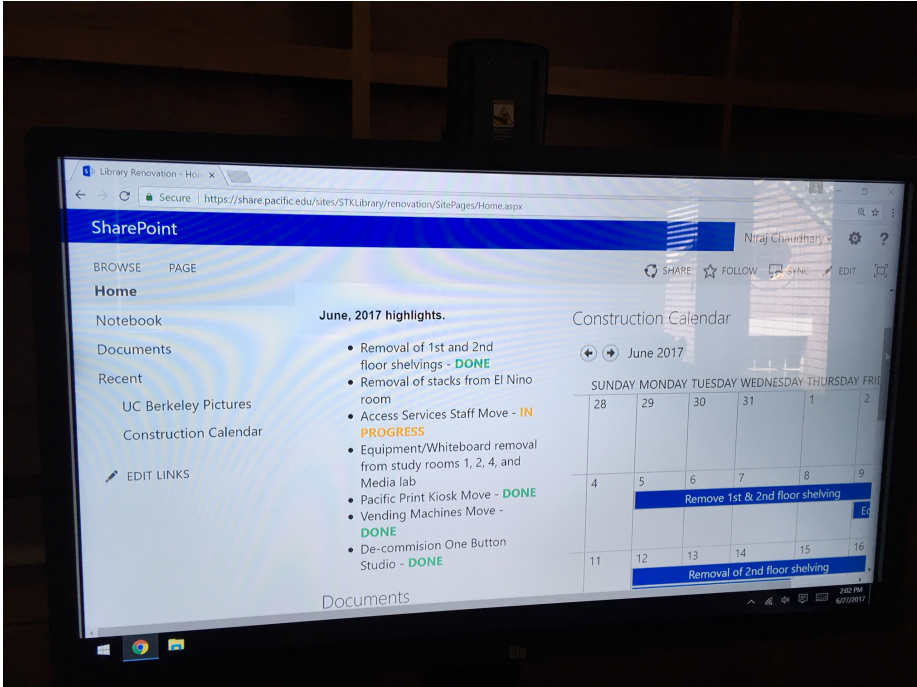 Library Renovation - Hor
Secure
https://share.pacific.edu/sites/STKLibrary/renovation/SitePages/Home.aspx
SharePoint
Niraj Chaudhary
?
BROWSE PAGE
SHARE FOLLOW SYNC EDIT
Home
Notebook
Documents
Recent
UC Berkeley Pictures
Construction Calendar
EDIT LINKS
June, 2017 highlights.
• Removal of 1st and 2nd
floor shelvings - DONE
• Removal of stacks from El Nino
room
• Access Services Staff Move - IN
PROGRESS
• Equipment/Whiteboard removal
from study rooms 1, 2, 4, and
Media lab
• Pacific Print Kiosk Move - DONE
• Vending Machines Move -
DONE
• De-commision One Button
Studio - DONE
Documents
Construction Calendar
June 2017
SUNDAY MONDAY TUESDAY WEDNESDAY THURSDAY FRI
28 29 30 31 1 2
4 5 6 7 8 9
Remove 1st & 2nd floor shelving
11 12 13 14 15 16
Removal of 2nd floor shelving
2:02 PM
6/27/2017